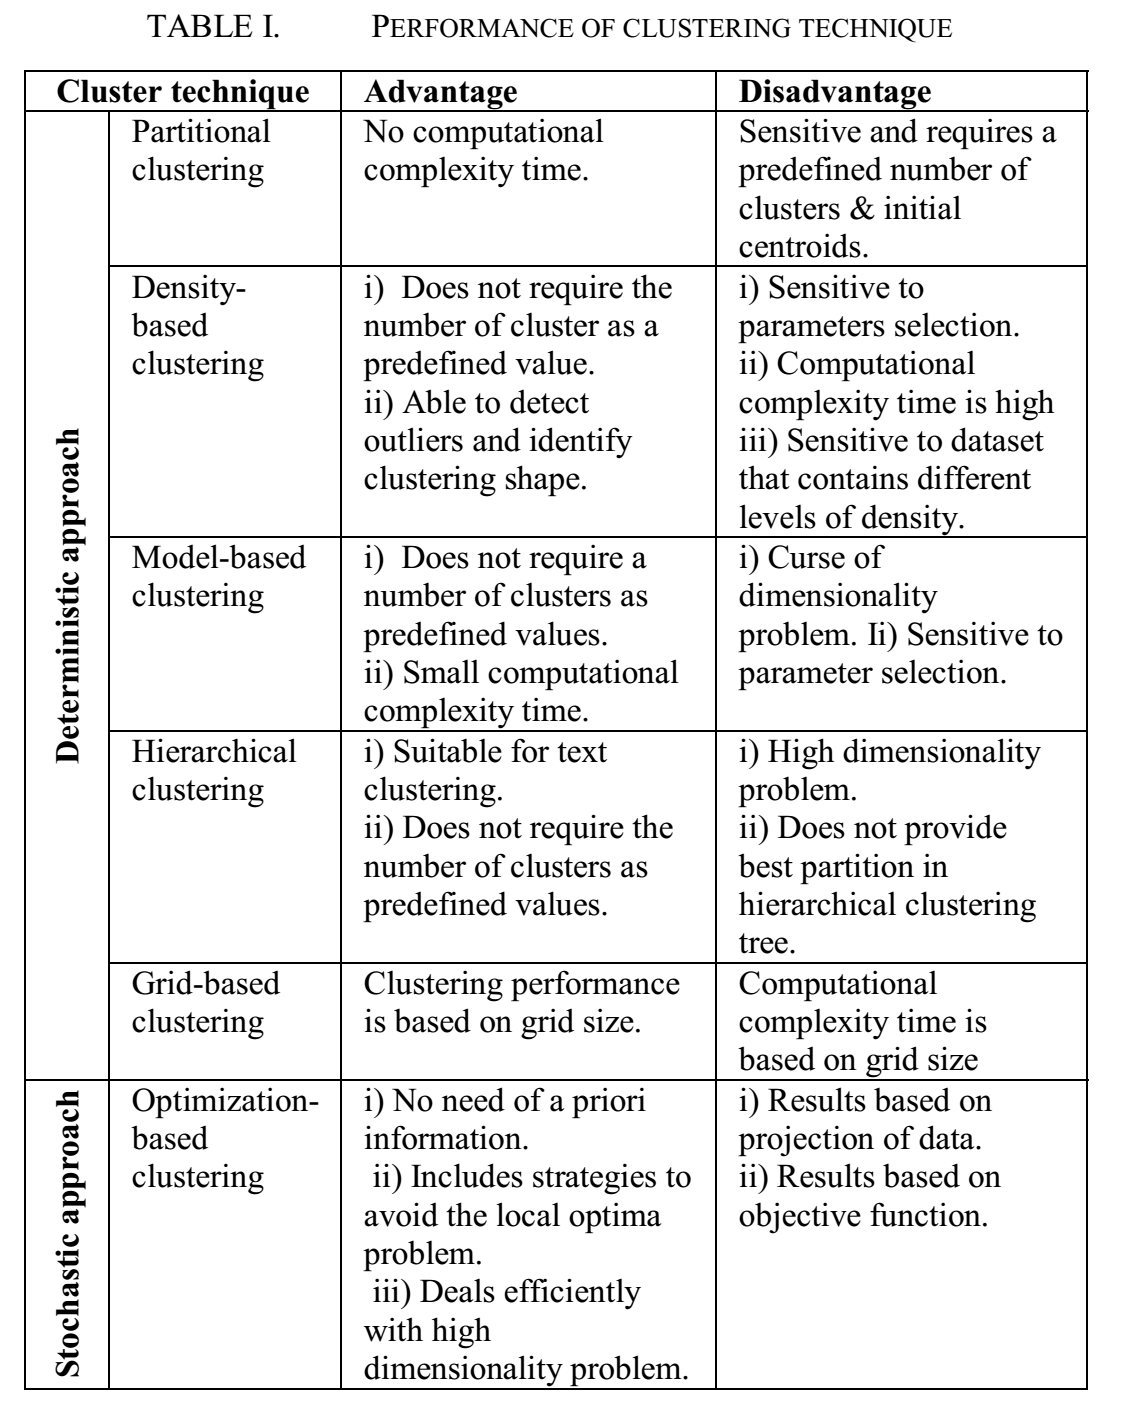 TABLE I. PERFORMANCE OF CLUSTERING TECHNIQUE
Cluster technique
Advantage
Disadvantage
Deterministic approach
Partitional
clustering
No computational
complexity time.
Sensitive and requires a
predefined number of
clusters & initial
centroids.
Density-
based
clustering
i) Does not require the
number of cluster as a
predefined value.
ii) Able to detect
outliers and identify
clustering shape.
i) Sensitive to
parameters selection.
ii) Computational
complexity time is high
iii) Sensitive to dataset
that contains different
levels of density.
Model-based
clustering
i) Does not require a
number of clusters as
predefined values.
ii) Small computational
complexity time.
i) Curse of
dimensionality
problem. Ii) Sensitive to
parameter selection.
Hierarchical
clustering
i) Suitable for text
clustering.
ii) Does not require the
number of clusters as
predefined values.
i) High dimensionality
problem.
ii) Does not provide
best partition in
hierarchical clustering
tree.
Grid-based
clustering
Clustering performance
is based on grid size.
Computational
complexity time is
based on grid size
Stochastic approach
Optimization-
based
clustering
i) No need of a priori
information.
ii) Includes strategies to
avoid the local optima
problem.
iii) Deals efficiently
with high
dimensionality problem.
i) Results based on
projection of data.
ii) Results based on
objective function.